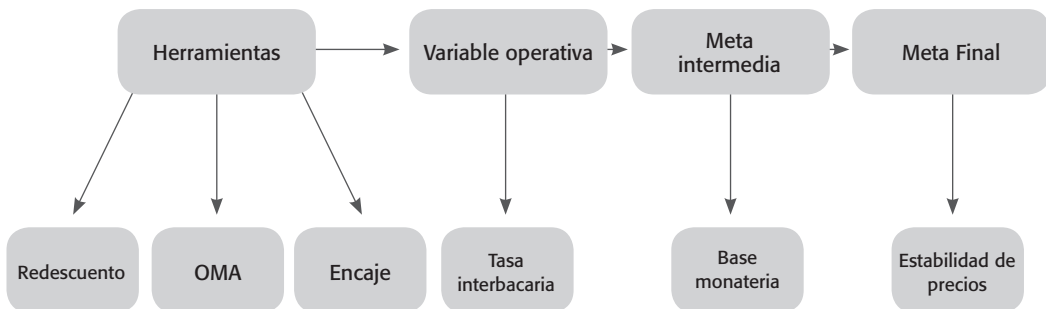 Herramientas
Variable operativa
Meta
intermedia
Meta Final
Redescuento
OMA
Encaje
Tasa
interbacaria
Base
monateria
Estabilidad de
precios